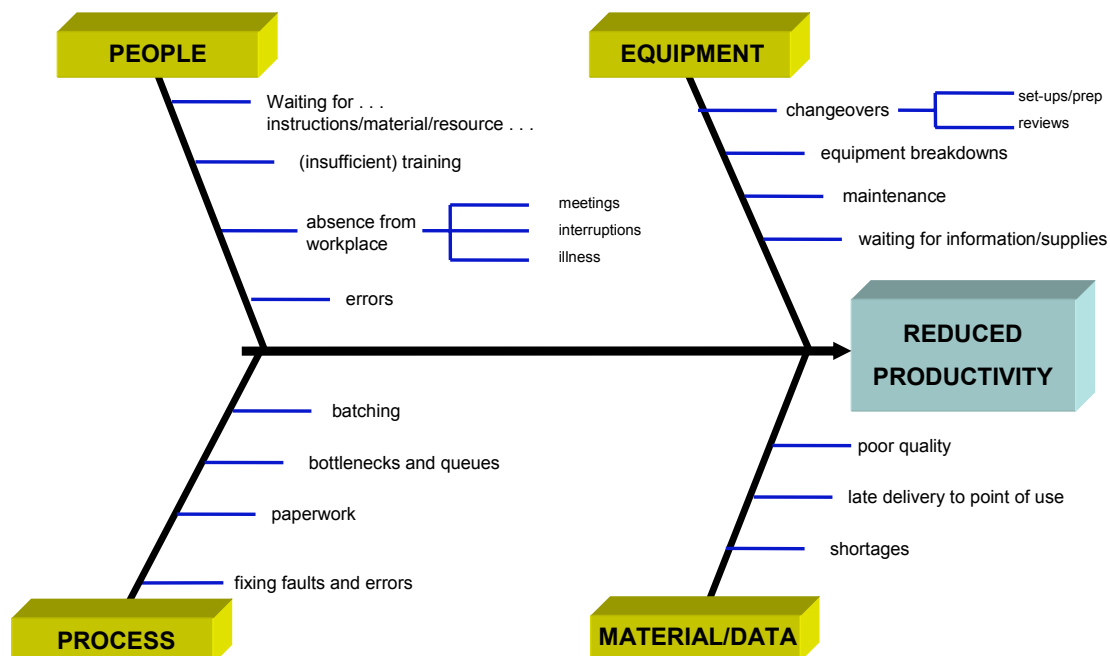 PEOPLE
Waiting for . . .
instructions/material/resource . . .
(insufficient) training
absence from
workplace
meetings
interruptions
illness
errors
EQUIPMENT
changeovers
set-ups/prep
reviews
equipment breakdowns
maintenance
waiting for information/supplies
REDUCED
PRODUCTIVITY
batching
bottlenecks and queues
paperwork
fixing faults and errors
PROCESS
poor quality
late delivery to point of use
shortages
MATERIAL/DATA